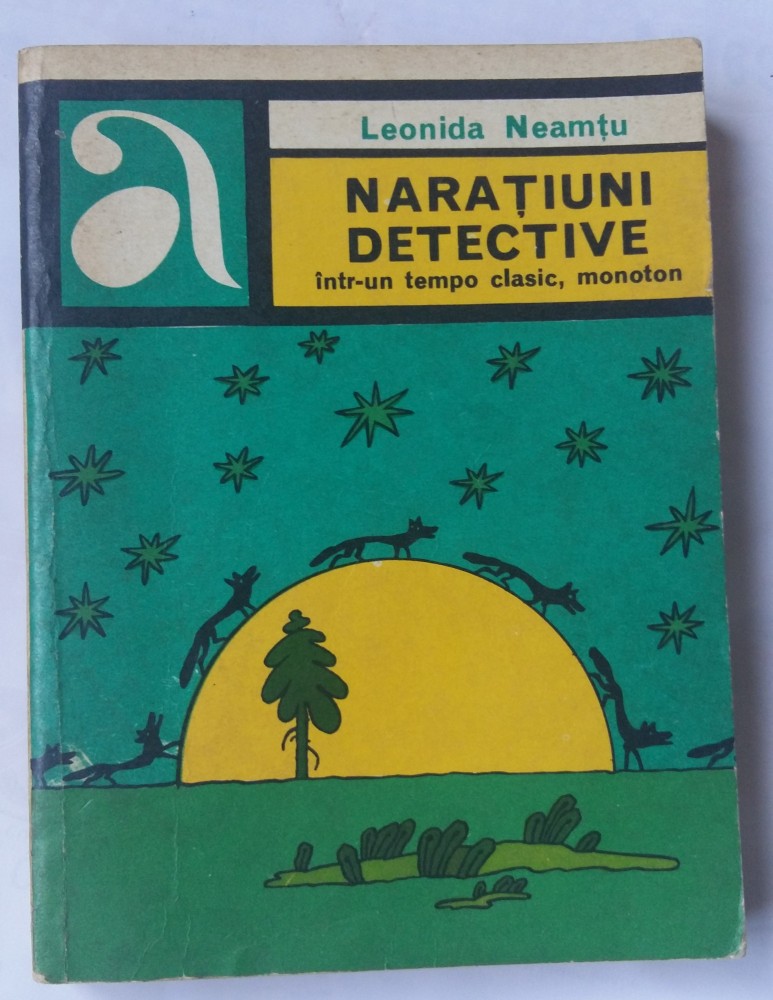 a
Leonida Neamțu
NARAȚIUNI
DETECTIVE
într-un tempo clasic, monoton